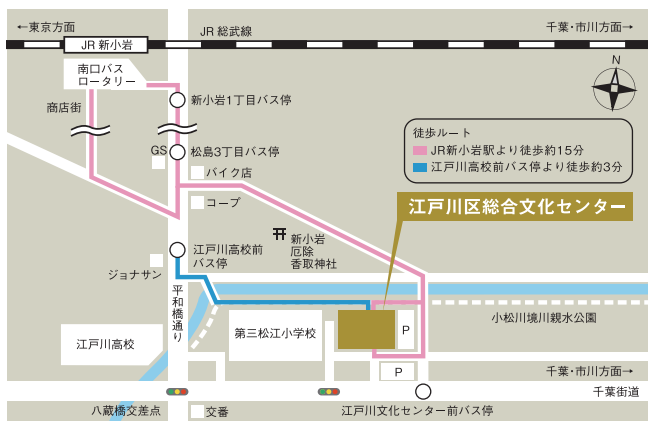 ←東京方面
JR 総武線
千葉・市川方面→
JR 新小岩
南口バス
ロータリー
N
商店街
新小岩1丁目バス停
徒歩ルート
JR新小岩駅より徒歩約15分
江戸川高校前バス停より徒歩約3分
GS
松島3丁目バス停
バイク店
コープ
江戸川区総合文化センター
新小岩
厄除
香取神社
江戸川高校前
バス停
ジョナサン
平和橋通り
小松川境川親水公園
第三松江小学校
P
江戸川高校
P
千葉・市川方面→
千葉街道
八蔵橋交差点
交番
江戸川文化センター前バス停